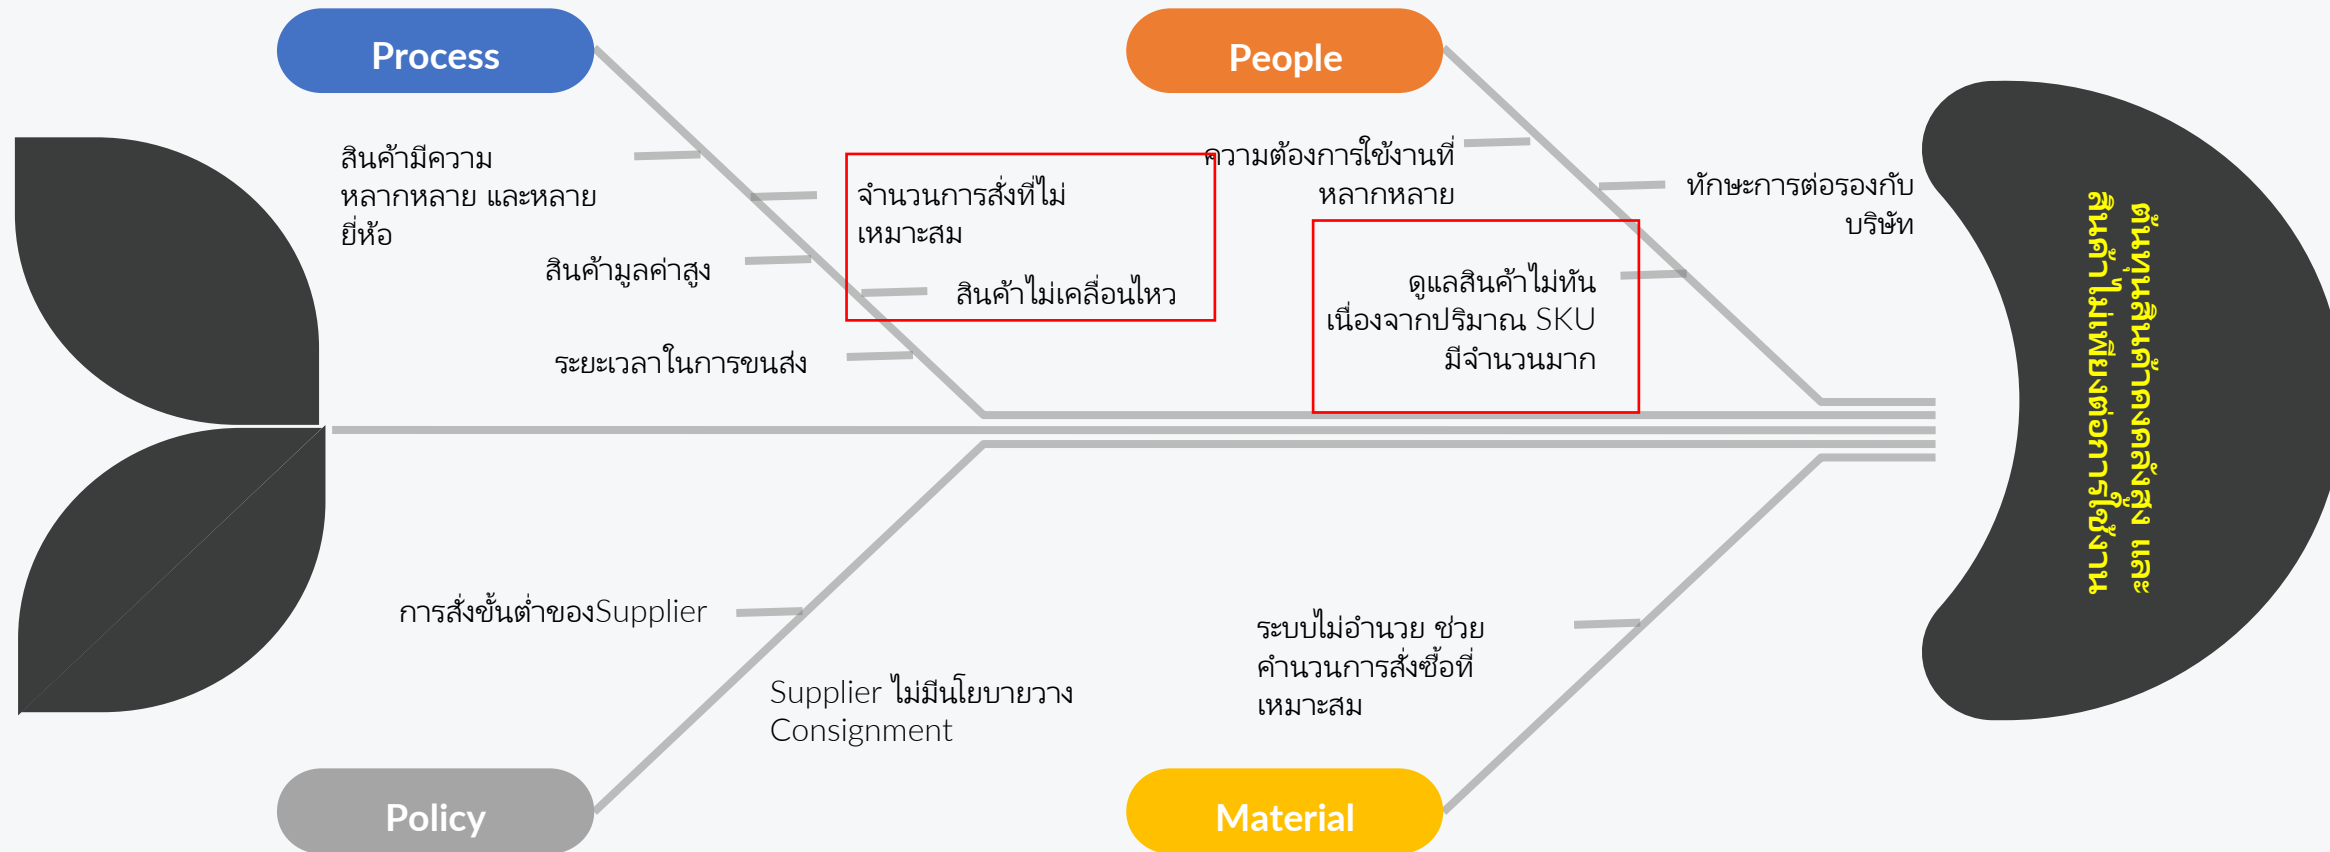 Process
People
สินค้ามีความ
หลากหลาย และหลาย
ยี่ห้อ
จำนวนการสั่งที่ไม่
เหมาะสม
สินค้ามูลค่าสูง
สินค้าไม่เคลื่อนไหว
ระยะเวลาในการขนส่ง
ความต้องการใช้งานที่
หลากหลาย
ทักษะการต่อรองกับ
บริษัท
ดูแลสินค้าไม่ทัน
เนื่องจากปริมาณ SKU
มีจำนวนมาก
ต้นทุนสินค้าคงคลังสูง และ
สินค้าไม่เพียงต่อการใช้งาน
การสั่งขั้นต่ำของSupplier
Supplier ไม่มีนโยบายวาง
Consignment
ระบบไม่อำนวย ช่วย
คำนวนการสั่งซื้อที่
เหมาะสม
Policy
Material